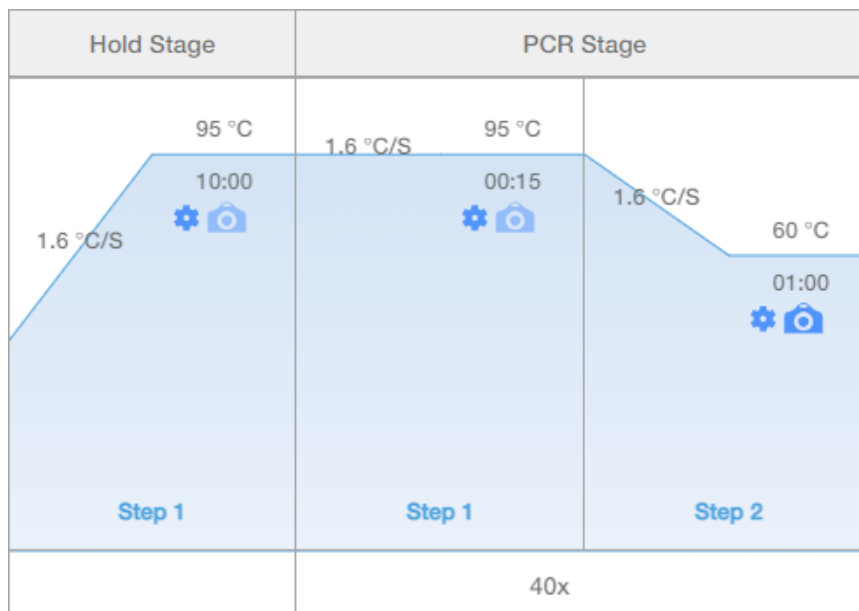 Hold Stage
PCR Stage
95 °C
10:00
1.6 °C/S
Step 1
1.6 °C/S
95 °C
00:15
Step 1
1.6 °C/S
60 °C
01:00
Step 2
40x